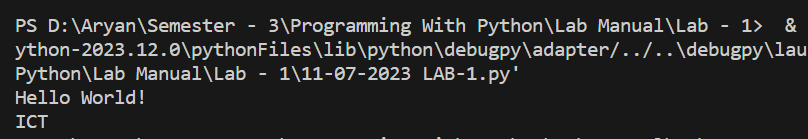 PS D:\Aryan\Semester - 3\Programming With Python\Lab Manual\Lab - 1>  &
ython-2023.12.0\pythonFiles\lib\python\debugpy\adapter/../..\debugpy\lau
Python\Lab Manual\Lab - 1\11-07-2023 LAB-1.py'
Hello World!
ICT